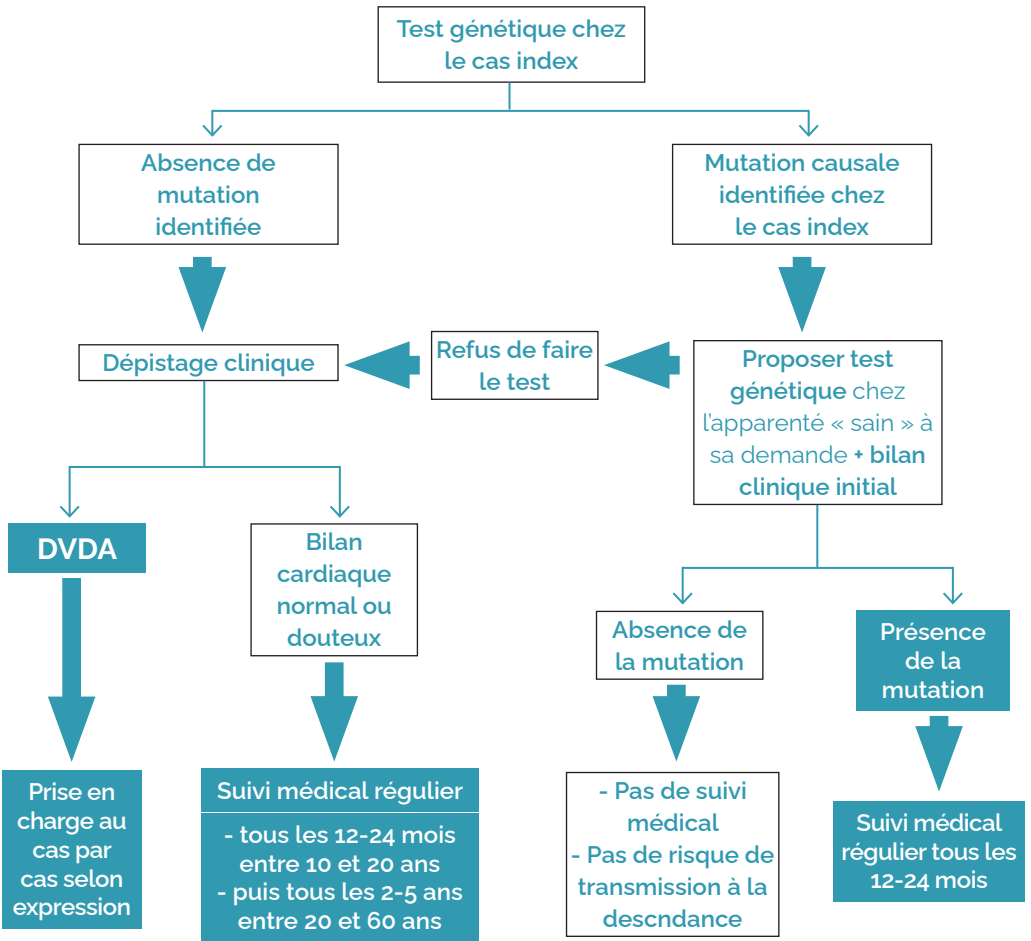 Test génétique chez
le cas index
Absence de
mutation
identifiée
Mutation causale
identifiée chez
le cas index
Dépistage clinique
Refus de faire
le test
Proposer test
génétique chez
l'apparenté « sain » à
sa demande + bilan
clinique initial
DVDA
Bilan
cardiaque
normal ou
douteux
Absence de
la mutation
Présence
de la
mutation
Prise en
charge au
cas par
cas selon
expression
Suivi médical régulier
- tous les 12-24 mois
entre 10 et 20 ans
- puis tous les 2-5 ans
entre 20 et 60 ans
- Pas de suivi
médical
- Pas de risque de
transmission à la
descndance
Suivi médical
régulier tous les
12-24 mois